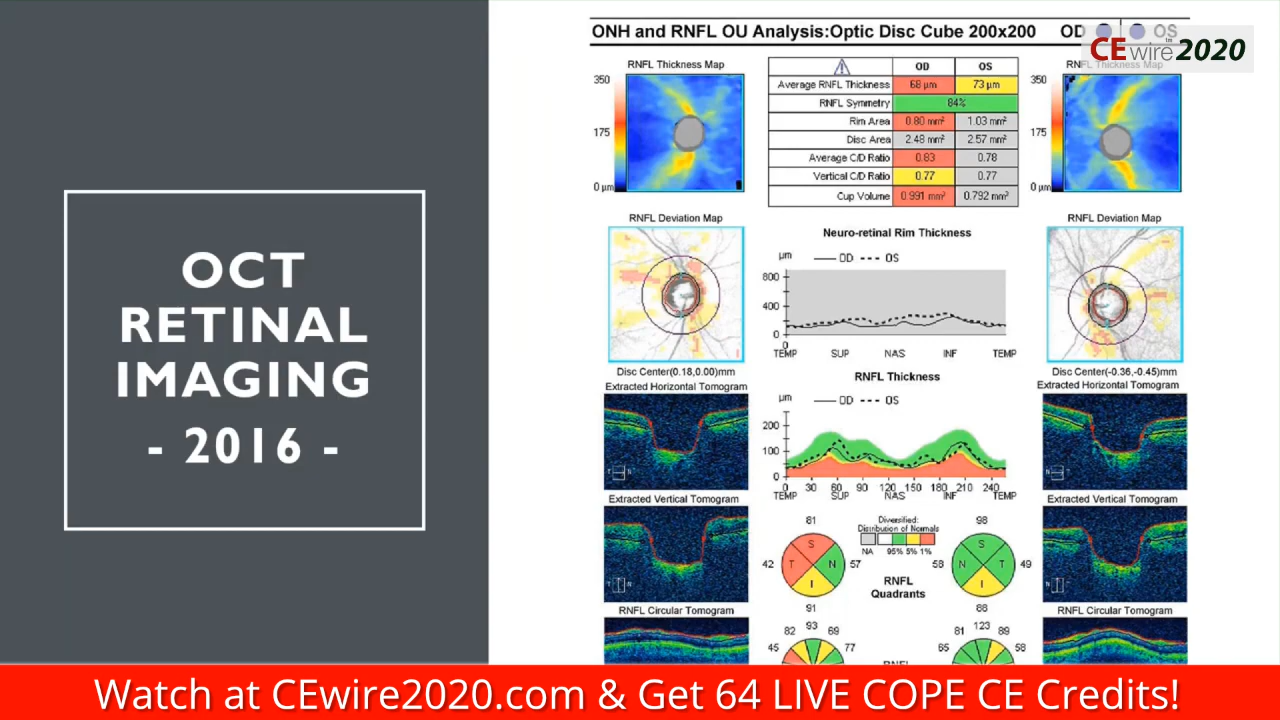 OCT
RETINAL
IMAGING
- 2016 -
ONH and RNFL OU Analysis:Optic Disc Cube 200x200 OD OS
CEwire 2020
™
RNFL Thickness Map
RNFL Thickness Map
350
175
0 µm
OD OS
Average RNFL Thickness 68 µm 73 µm
RNFL Symmetry 84%
Rim Area 0.80 mm² 1.03 mm²
Disc Area 2.48 mm² 2.57 mm²
Average C/D Ratio 0.83 0.78
Vertical C/D Ratio 0.77 0.77
Cup Volume 0.991 mm³ 0.792 mm³
350
175
0 µm
RNFL Deviation Map
RNFL Deviation Map
Neuro-retinal Rim Thickness
µm OD OS
800
400
0
0
TEMP SUP NAS INF TEMP
Disc Center(0.18,0.00)mm
Disc Center(-0.36,-0.45)mm
Extracted Horizontal Tomogram
Extracted Horizontal Tomogram
RNFL Thickness
µm OD OS
200
100
0
0 30 60 90 120 150 180 210 240
TEMP SUP NAS INF TEMP
Extracted Vertical Tomogram
Extracted Vertical Tomogram
81
S
42 T N 57
I
91
Diversified:
Distribution of Normals
NA 95% 5% 1%
RNFL
Quadrants
98
S
58 N T 49
I
88
RNFL Circular Tomogram
RNFL Circular Tomogram
93
82 69
45 77
123
81 89
65 58
Watch at CEwire2020.com & Get 64 LIVE COPE CE Credits!